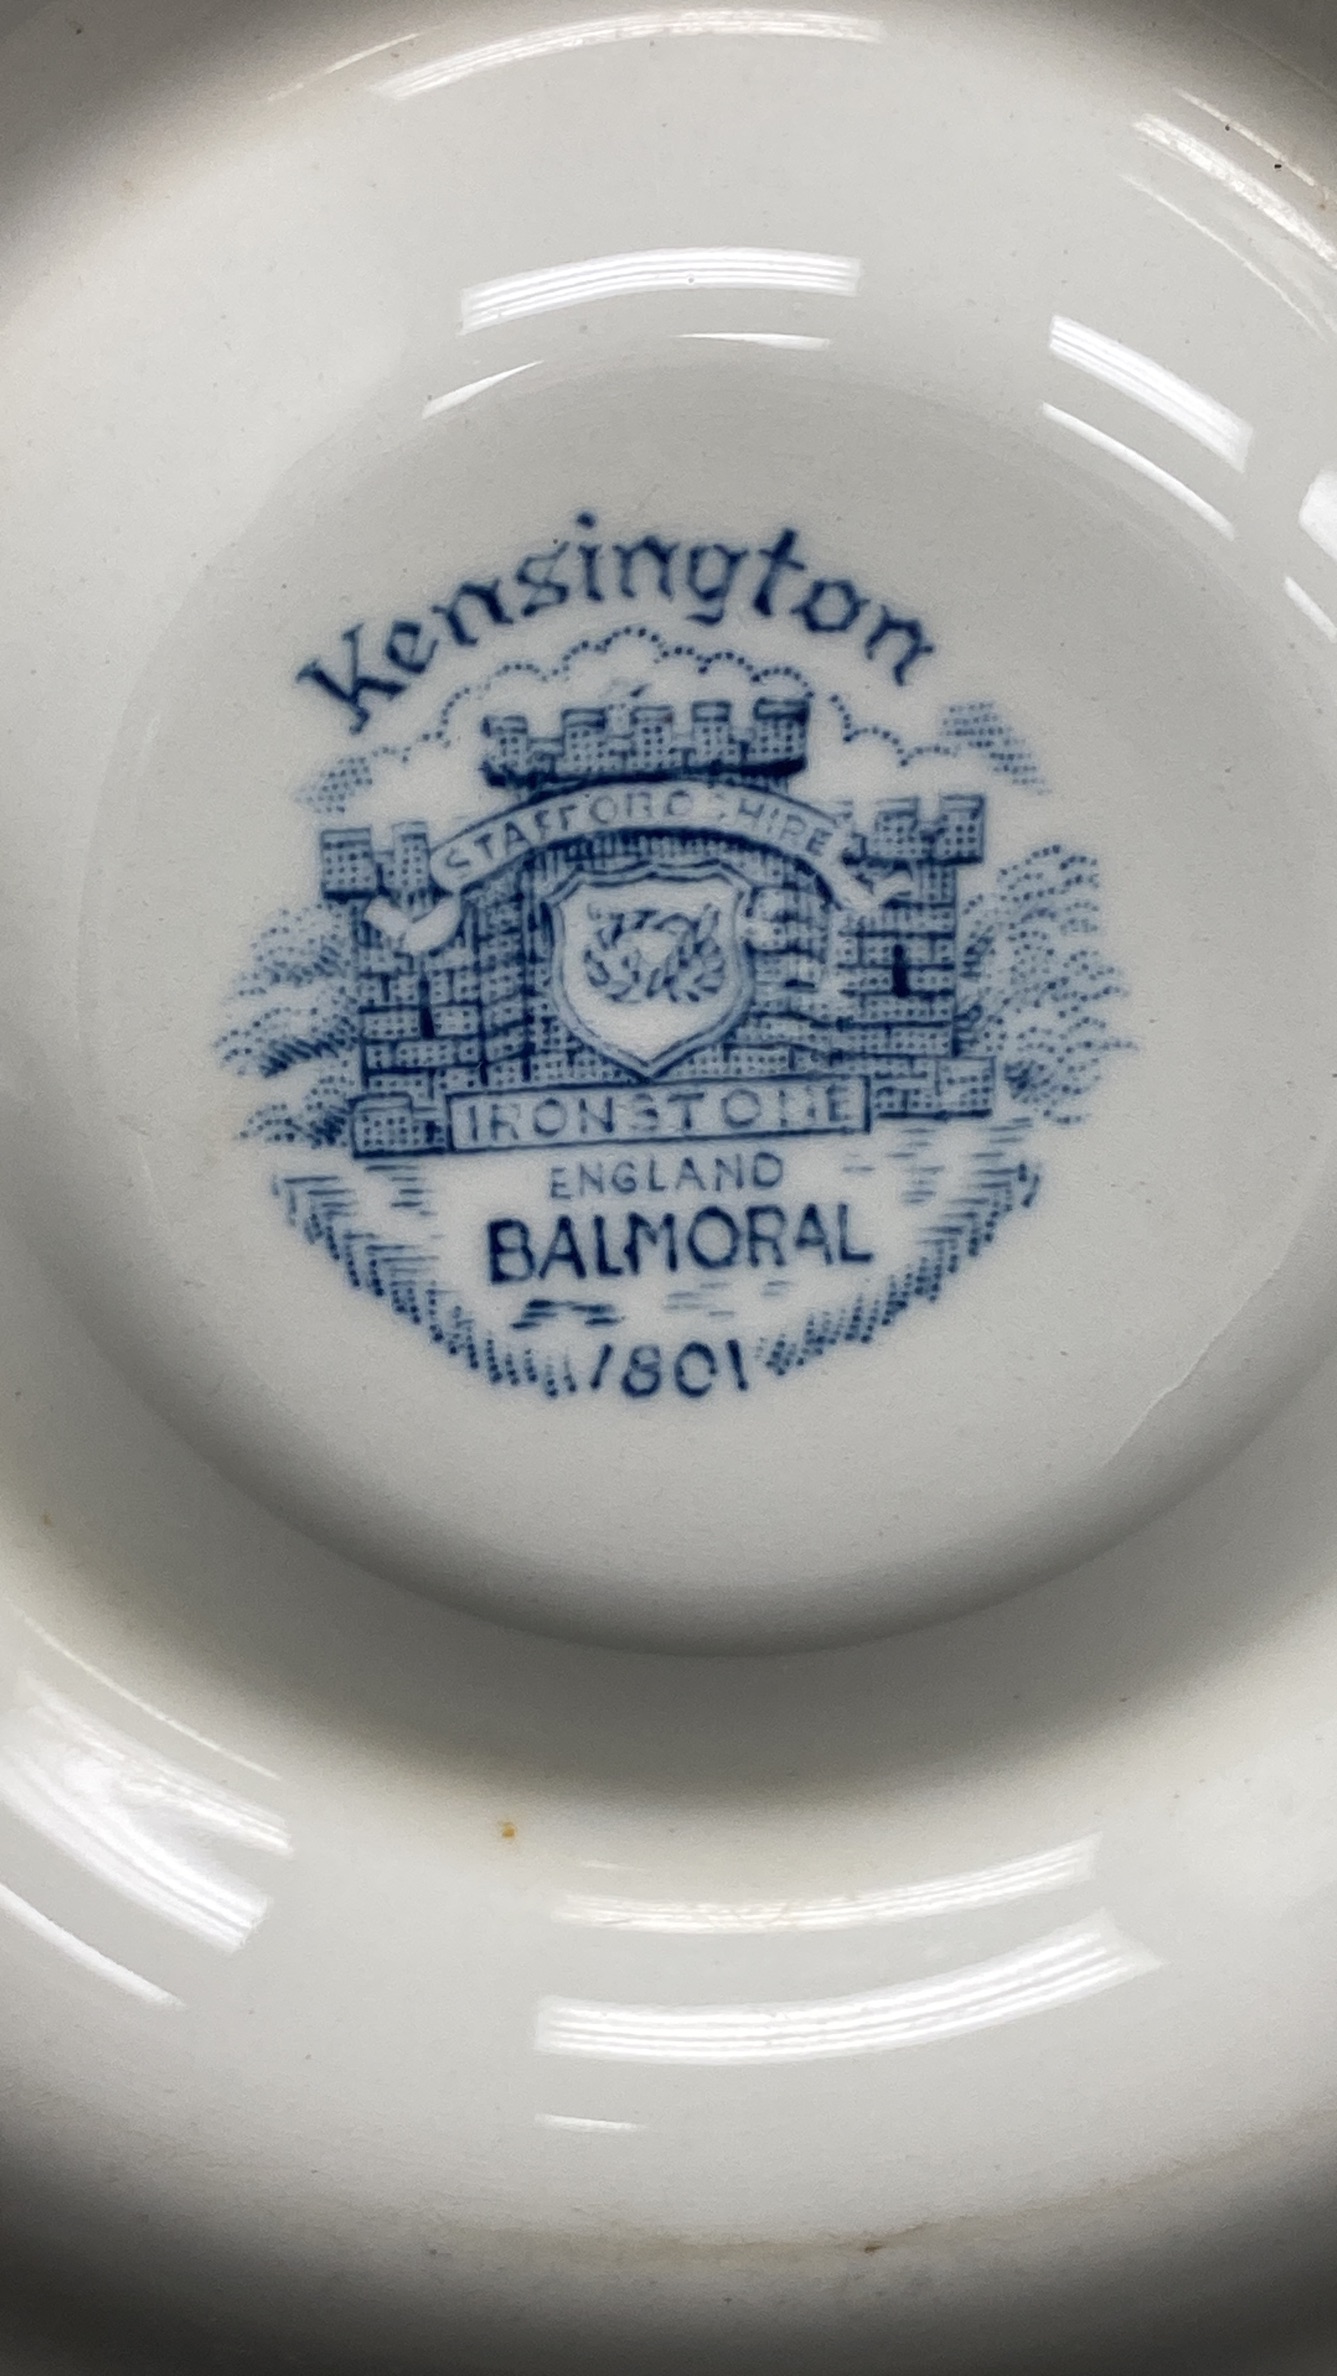 Kensington
STAFFORDSHIRE
IRONSTONE
ENGLAND
BALMORAL
1801